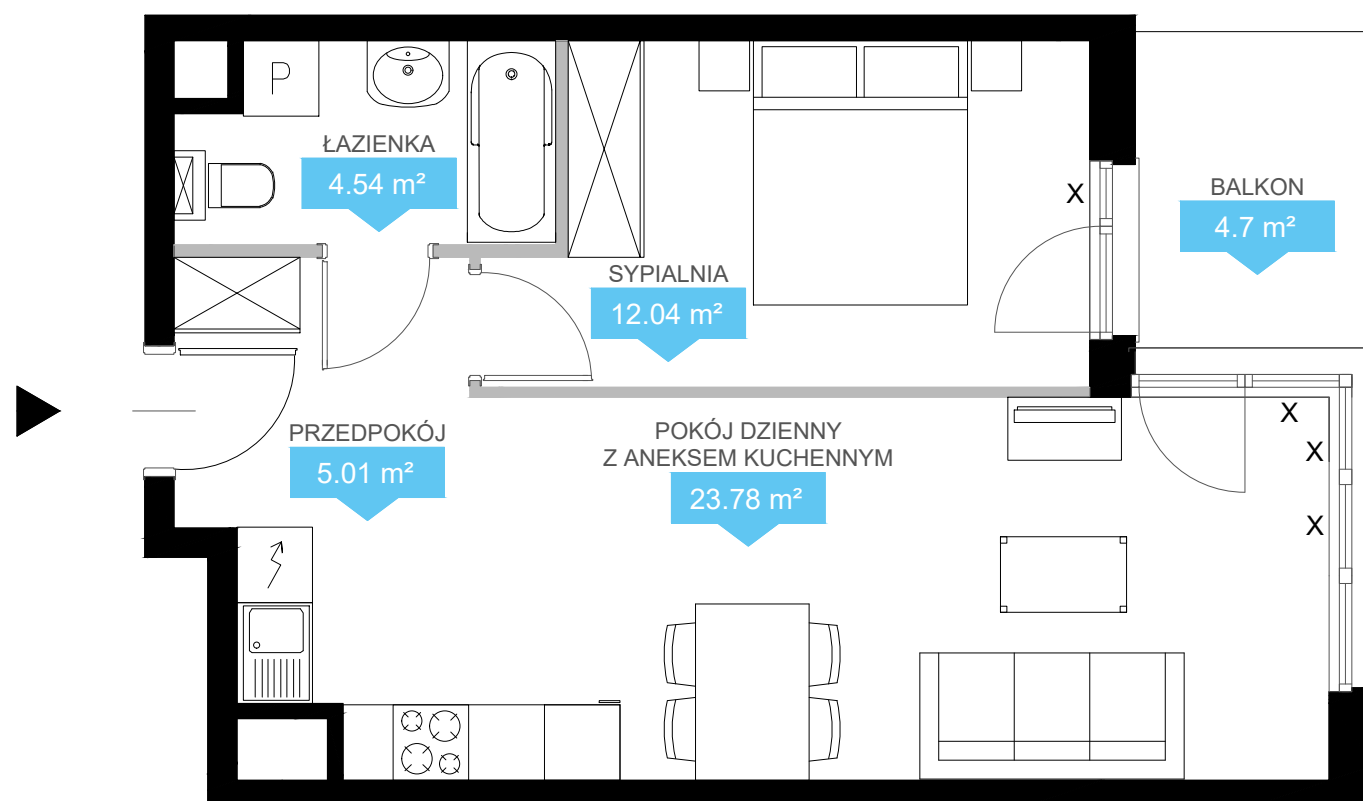 P
ŁAZIENKA
4.54 m²
X
BALKON
4.7 m²
SYPIALNIA
12.04 m²
PRZEDPOKÓJ
5.01 m²
POKÓJ DZIENNY
Z ANEKSEM KUCHENNYM
23.78 m²
X
X
X